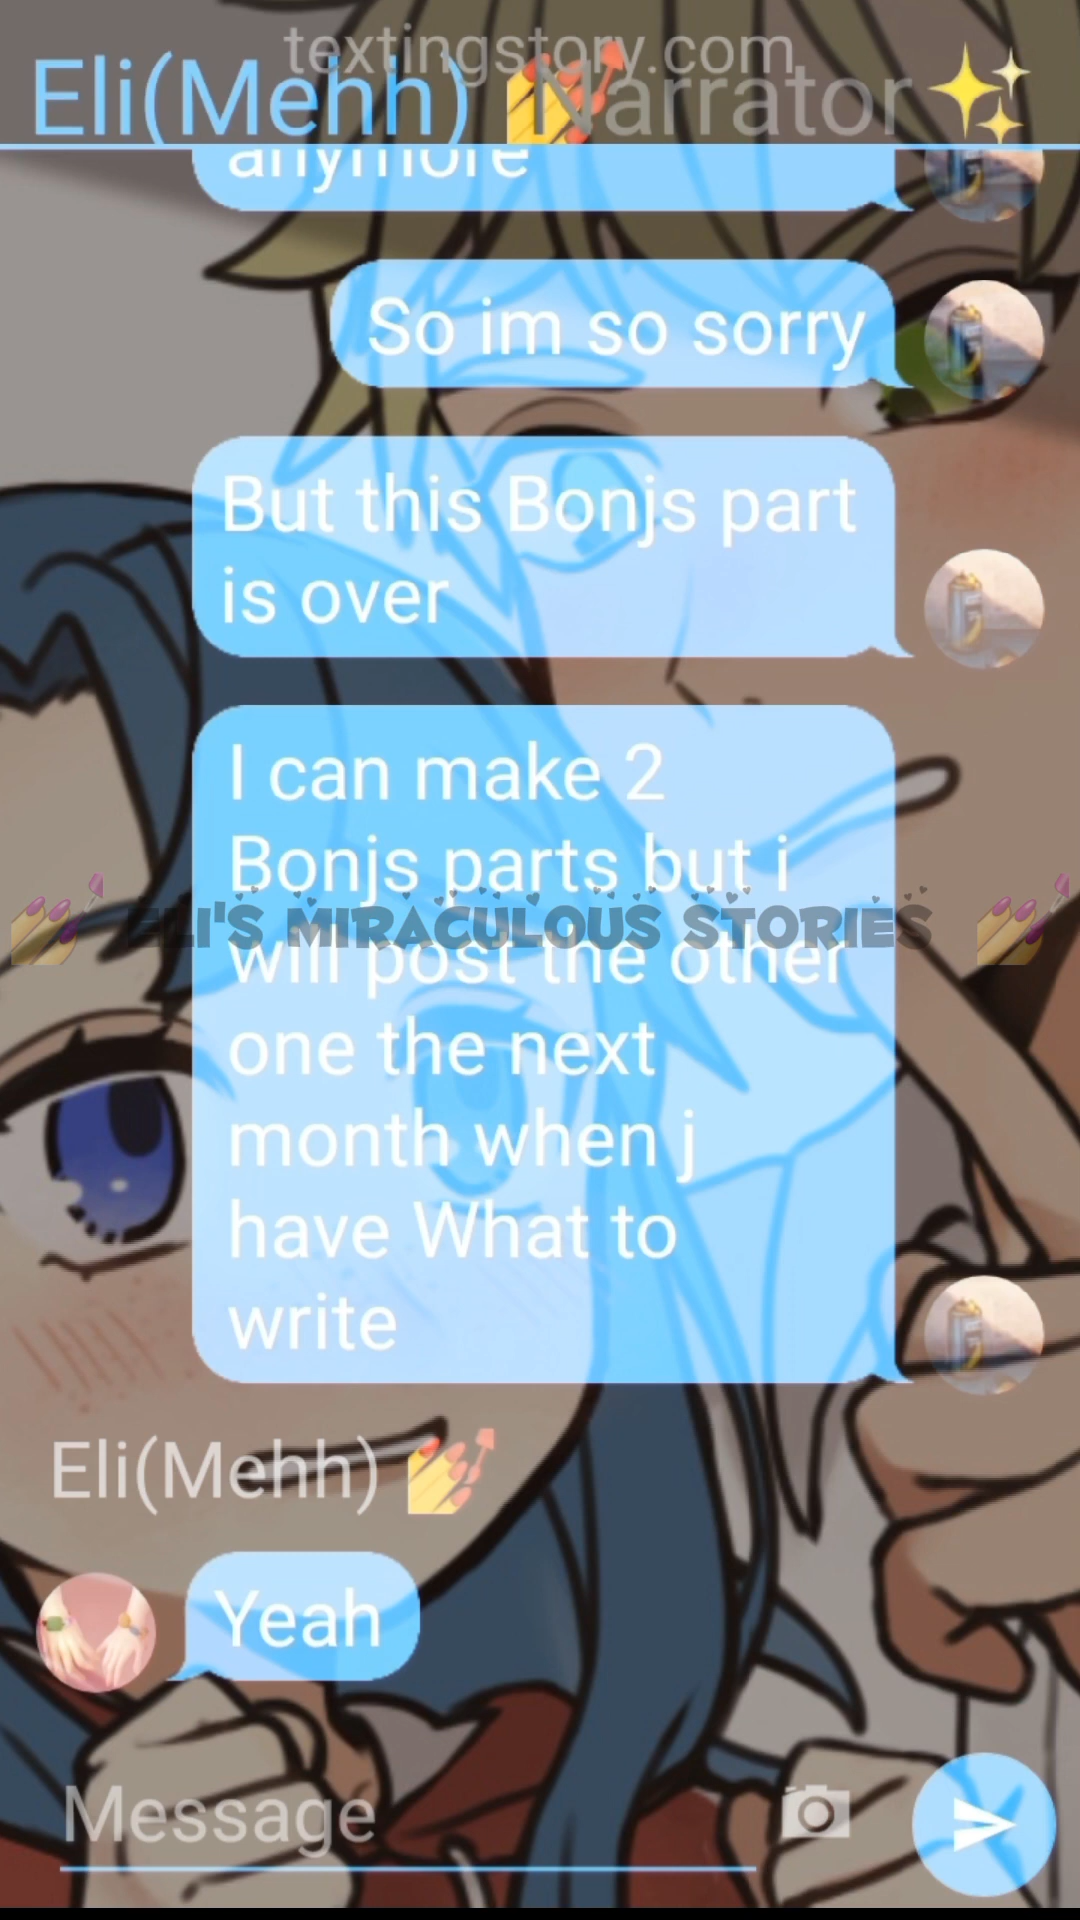 textingstory.com
Eli(Mehh) 💅 Narrator ✨
anymore
So im so sorry
But this Bonjs part
is over
I can make 2
Bonjs parts but i
ELI'S MIRACULOUS STORIES
will post the other
one the next
month when j
have What to
write
Eli(Mehh) 💅
Yeah
Message